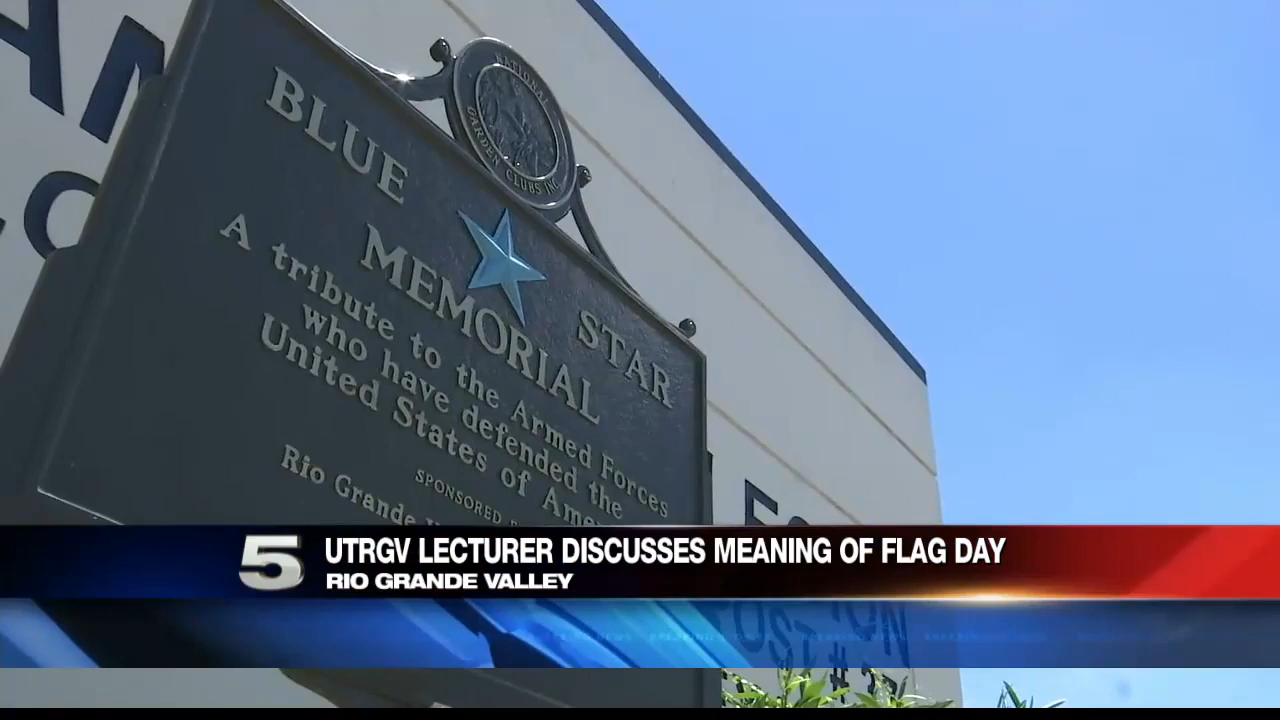 NATIONAL
GARDEN CLUBS INC
BLUE STAR
MEMORIAL
A tribute to the Armed Forces
who have defended the
United States of
SPONSORED
Rio Grande
5
UTRGV LECTURER DISCUSSES MEANING OF FLAG DAY
RIO GRANDE VALLEY